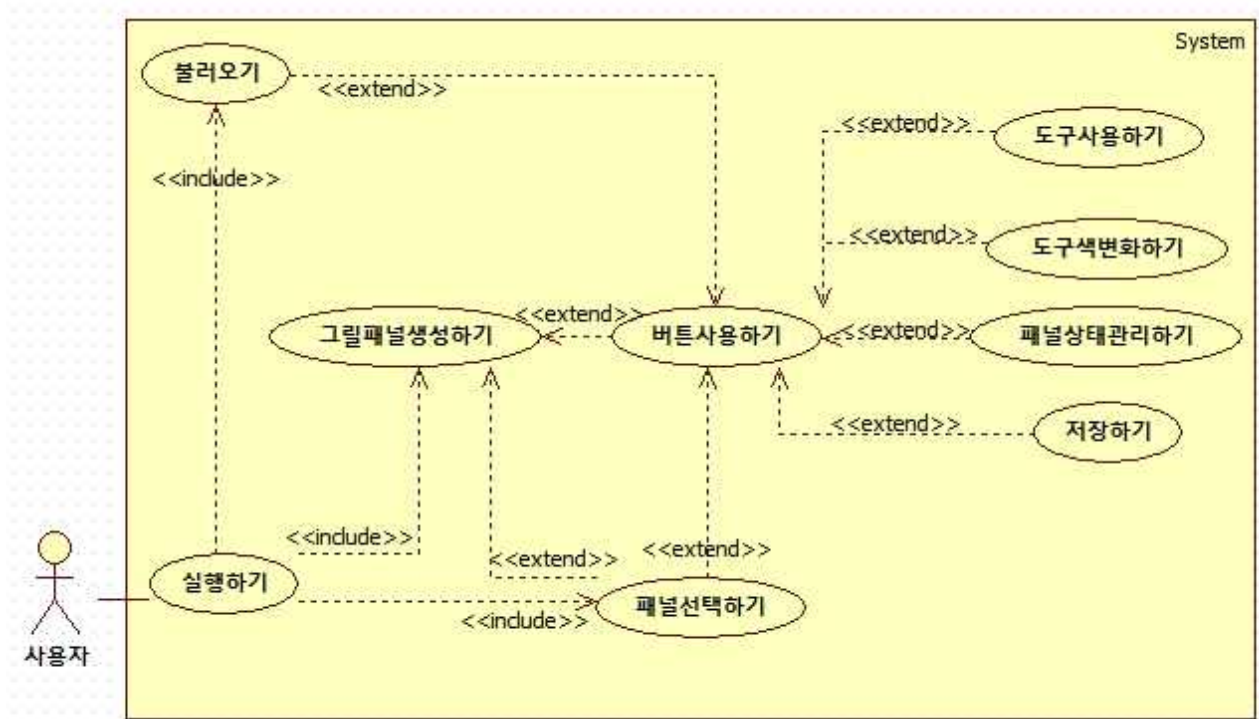 System
불러오기
<<extend>>
<<extend>>
도구사용하기
<<include>>
<<extend>>
도구색변화하기
<<extend>>
그릴패널생성하기
버튼사용하기
<<extend>>
패널상태관리하기
<<extend>>
저장하기
<<include>>
<<extend>>
<<extend>>
실행하기
패널선택하기
<<include>>
사용자